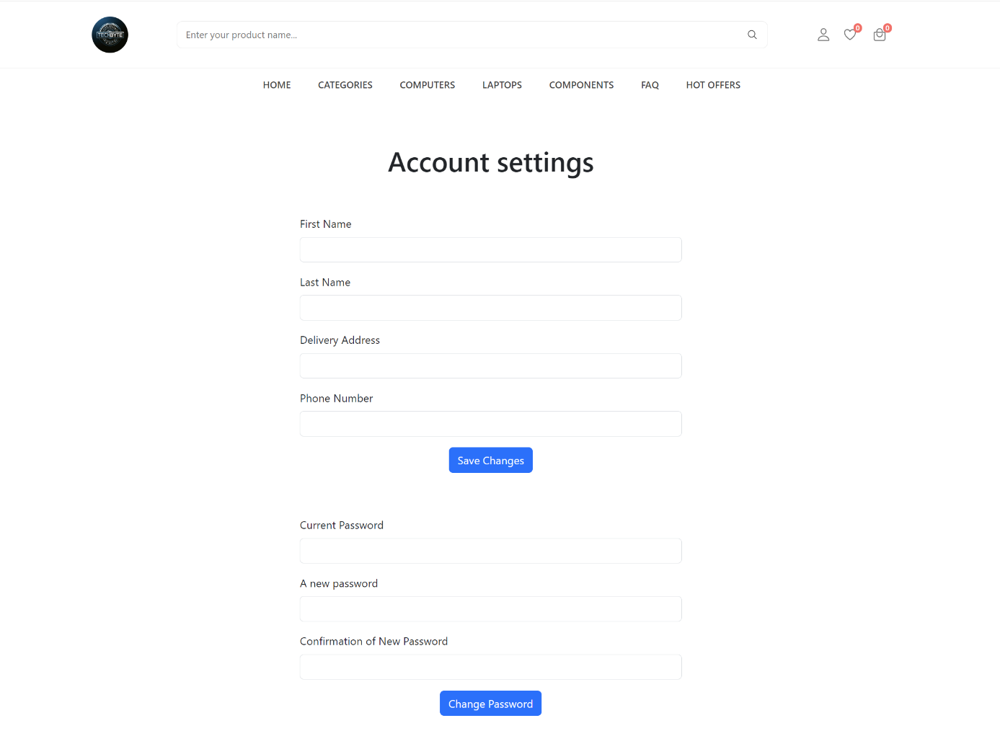 TECHBYTE
Enter your product name...
0
0
HOME CATEGORIES COMPUTERS LAPTOPS COMPONENTS FAQ HOT OFFERS
Account settings
First Name
Last Name
Delivery Address
Phone Number
Save Changes
Current Password
A new password
Confirmation of New Password
Change Password